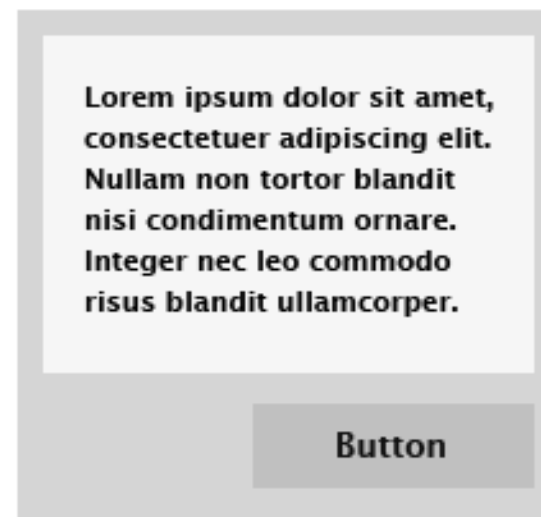 Lorem ipsum dolor sit amet,
consectetuer adipiscing elit.
Nullam non tortor blandit
nisi condimentum ornare.
Integer nec leo commodo
risus blandit ullamcorper.
Button